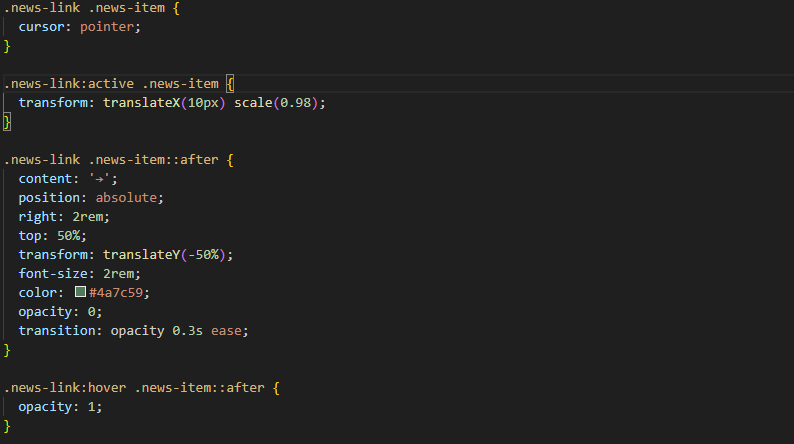 .news-link .news-item {
  cursor: pointer;
}
.news-link:active .news-item {
  transform: translateX(10px) scale(0.98);
}
.news-link .news-item::after {
  content: '→';
  position: absolute;
  right: 2rem;
  top: 50%;
  transform: translateY(-50%);
  font-size: 2rem;
  color: #4a7c59;
  opacity: 0;
  transition: opacity 0.3s ease;
}
.news-link:hover .news-item::after {
  opacity: 1;
}